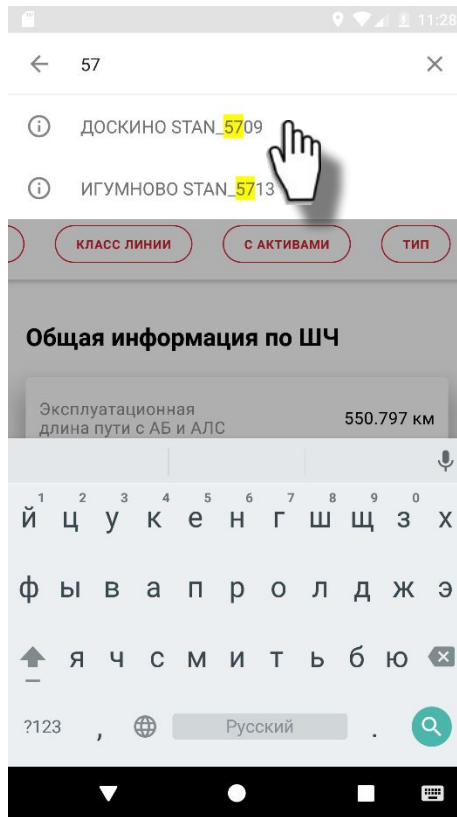 11:28
57
ДОСКИНО STAN_5709
ИГУМНОВО STAN_5713
КЛАСС ЛИНИИ С АКТИВАМИ ТИП
Общая информация по ШЧ
Эксплуатационная
длина пути с АБ и АЛС
550.797 км
1 2 3 4 5 6 7 8 9 0
й ц у к е н г ш щ з х
ф ы в а п р о л д ж э
я ч с м и т ь б ю
?123 , Русский .